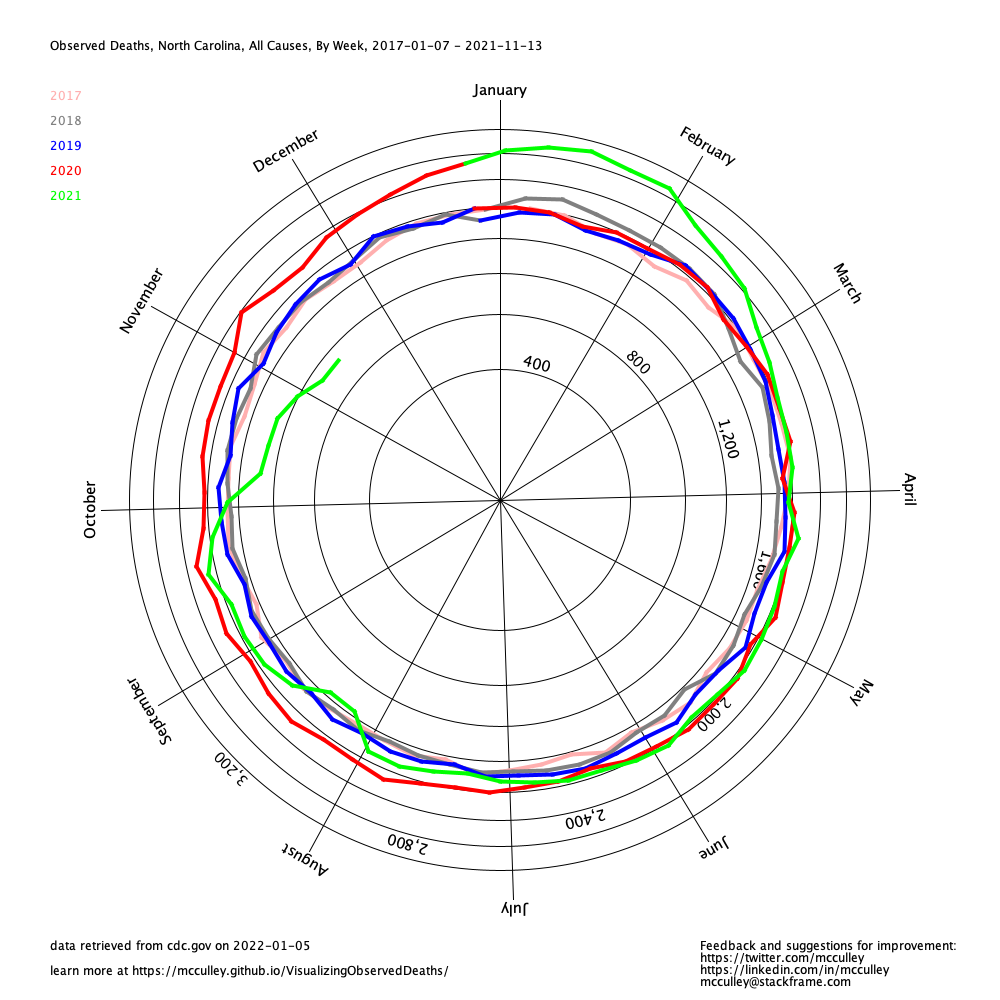 Observed Deaths, North Carolina, All Causes, By Week, 2017-01-07 - 2021-11-13
2017
2018
2019
2020
2021
January
February
March
April
May
June
July
August
September
October
November
December
400
800
1,200
1,600
2,000
2,400
2,800
3,200
data retrieved from cdc.gov on 2022-01-05
learn more at https://mcculley.github.io/VisualizingObservedDeaths/
Feedback and suggestions for improvement:
https://twitter.com/mcculley
https://linkedin.com/in/mcculley
mcculley@stackframe.com